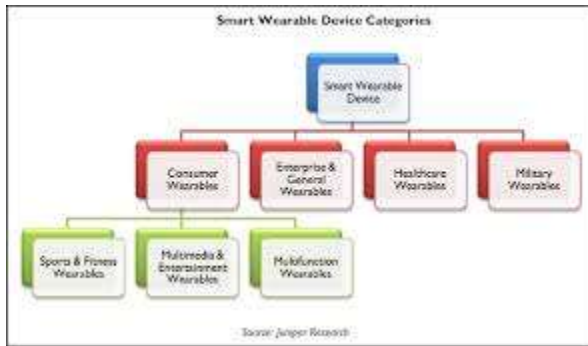 Smart Wearable Device Categories
Smart Wearable
Device
Consumer
Wearables
Enterprise &
General
Wearables
Healthcare
Wearables
Military
Wearables
Sports & Fitness
Wearables
Multimedia &
Entertainment
Wearables
Multifunction
Wearables
Source: Juniper Research